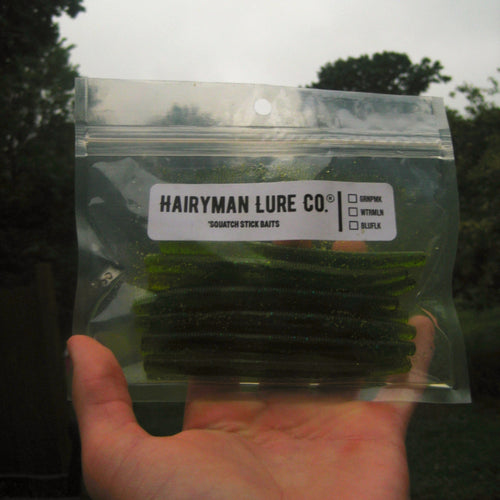 HAIRYMAN LURE CO.®
'SQUATCH STICK BAITS
GRNPMK
WTRMLN
BLUFLK